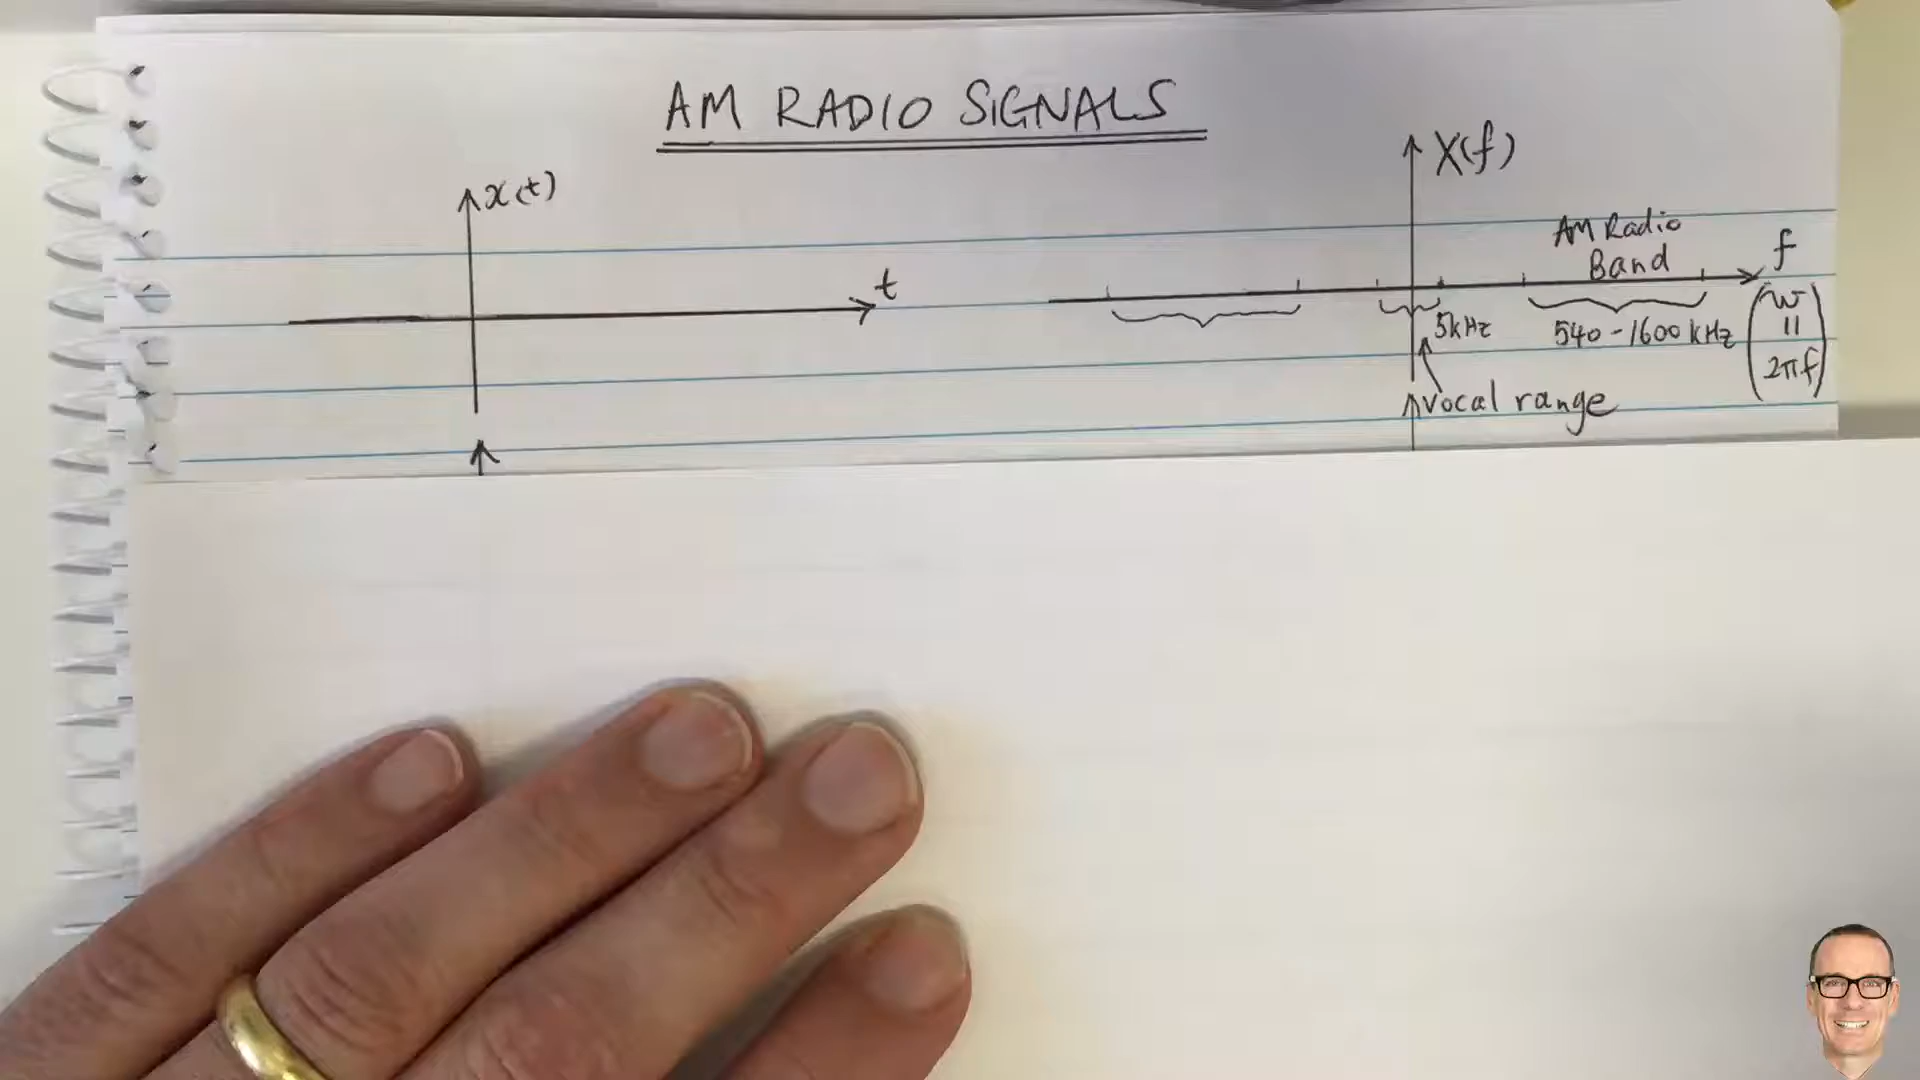 AM RADIO SIGNALS
x(t)
t
X(f)
AM Radio
Band
f
(w
=
2πf)
5kHz
540-1600 kHz
Vocal range